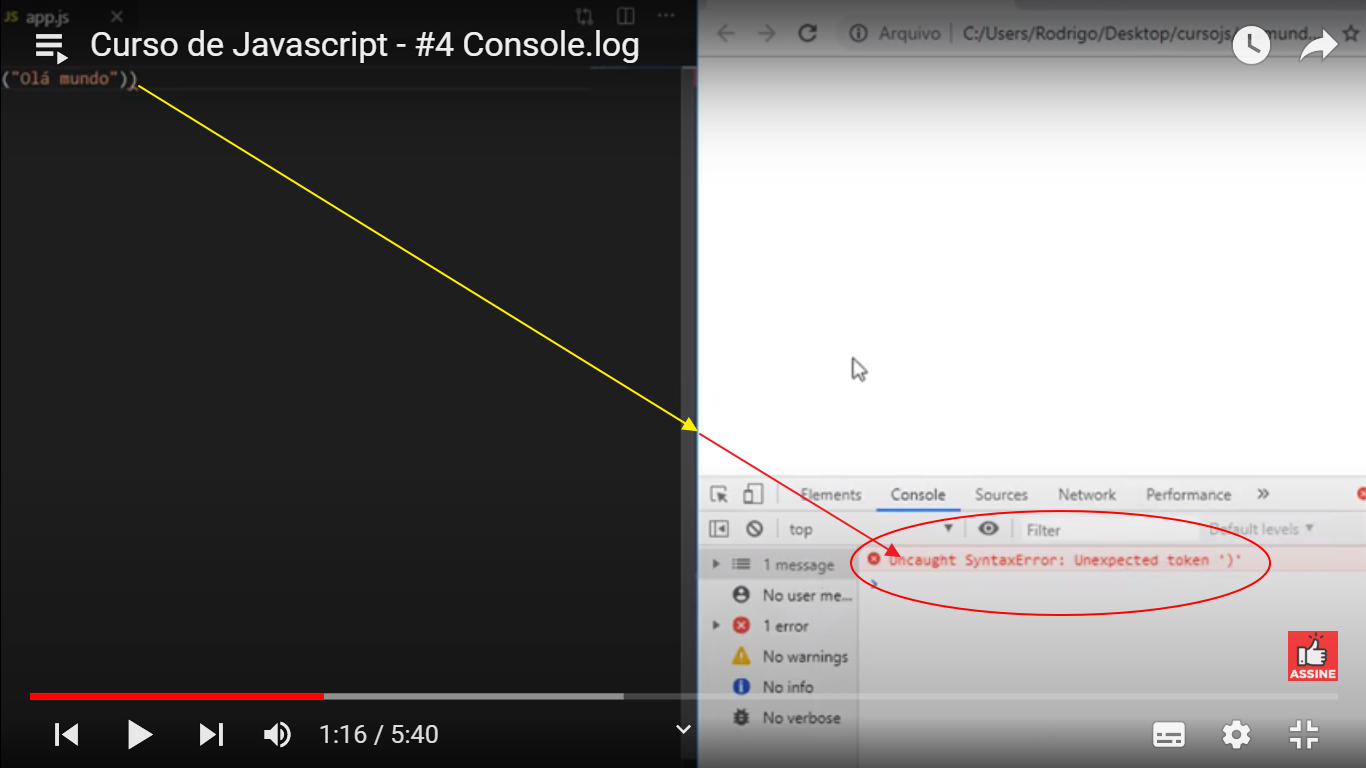 JS app.js
Curso de Javascript - #4 Console.log
("Olá mundo"))
Arquivo | C:/Users/Rodrigo/Desktop/cursojs/
Elements Console Sources Network Performance »
top Filter Default levels
1 message
No user me...
1 error
No warnings
No info
No verbose
Uncaught SyntaxError: Unexpected token ')'
>
ASSINE
1:16 / 5:40